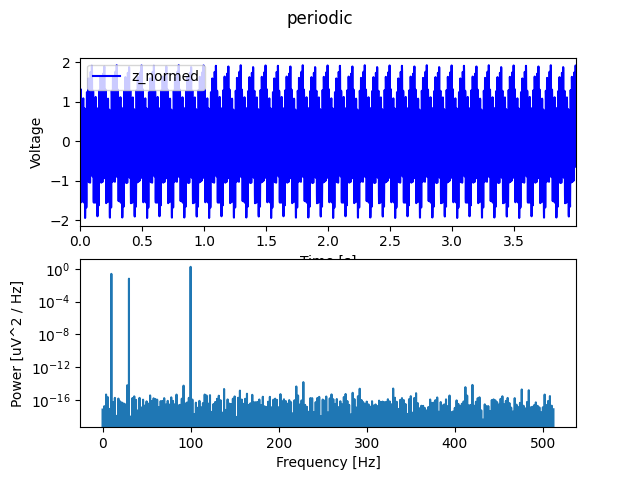 periodic
2
1
0
−1
−2
Voltage
z_normed
0.0 0.5 1.0 1.5 2.0 2.5 3.0 3.5
Time [s]
10^0
10^−4
10^−8
10^−12
10^−16
Power [uV^2 / Hz]
0 100 200 300 400 500
Frequency [Hz]